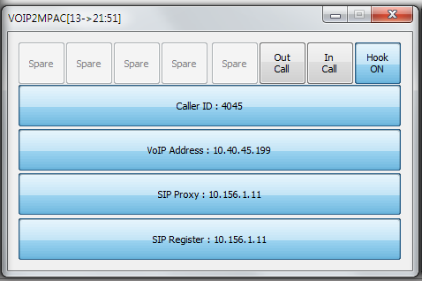 VOIP2MPAC[13->21:51]
Spare Spare Spare Spare Spare Out Call In Call Hook ON
Caller ID : 4045
VoIP Address : 10.40.45.199
SIP Proxy : 10.156.1.11
SIP Register : 10.156.1.11